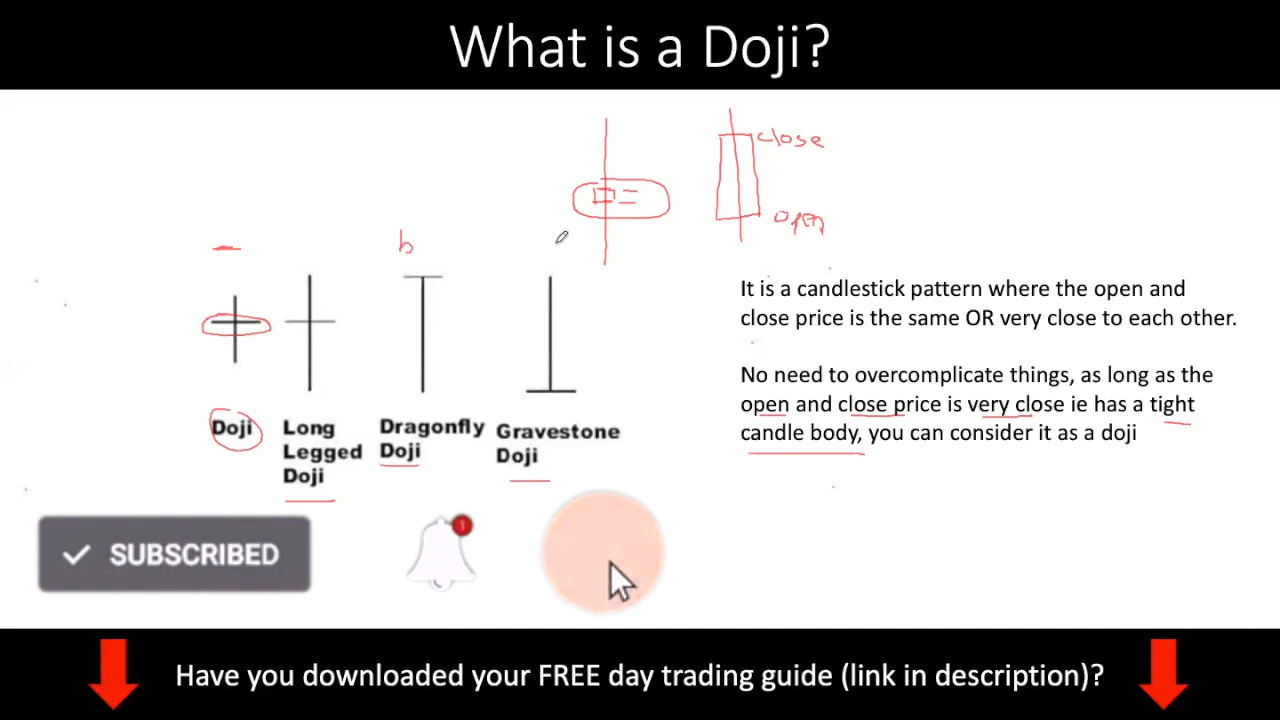 What is a Doji?
close
open
b
It is a candlestick pattern where the open and
close price is the same OR very close to each other.
No need to overcomplicate things, as long as the
open and close price is very close ie has a tight
candle body, you can consider it as a doji
Doji
Long
Legged
Doji
Dragonfly
Doji
Gravestone
Doji
SUBSCRIBED
1
Have you downloaded your FREE day trading guide (link in description)?